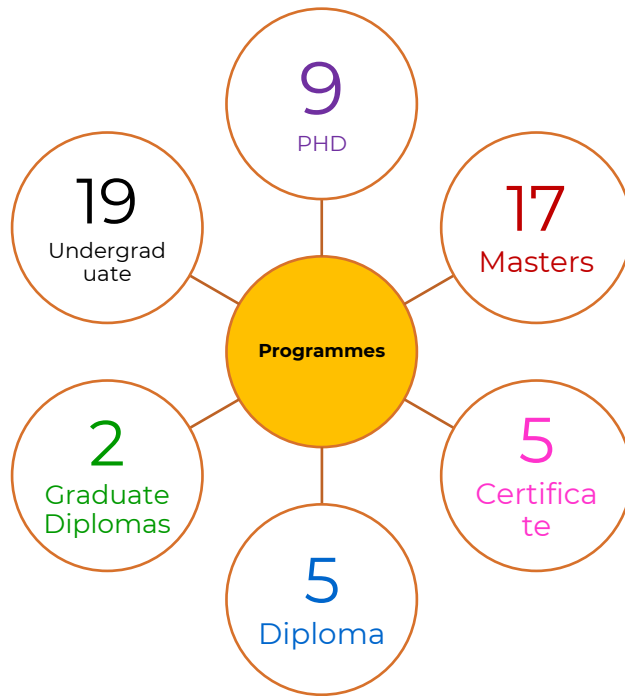 9
PHD
19
Undergrad
uate
17
Masters
Programmes
2
Graduate
Diplomas
5
Certifica
te
5
Diploma